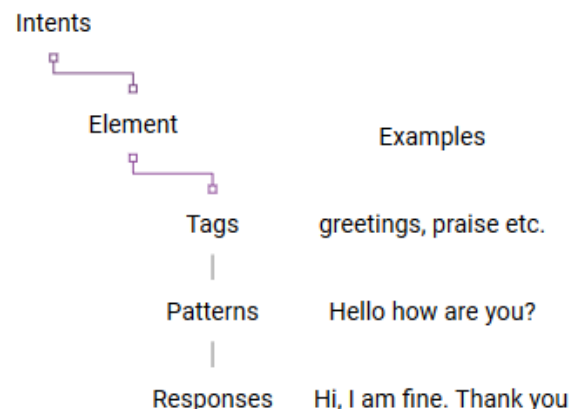 Intents
Element
Examples
Tags greetings, praise etc.
Patterns Hello how are you?
Responses Hi, I am fine. Thank you